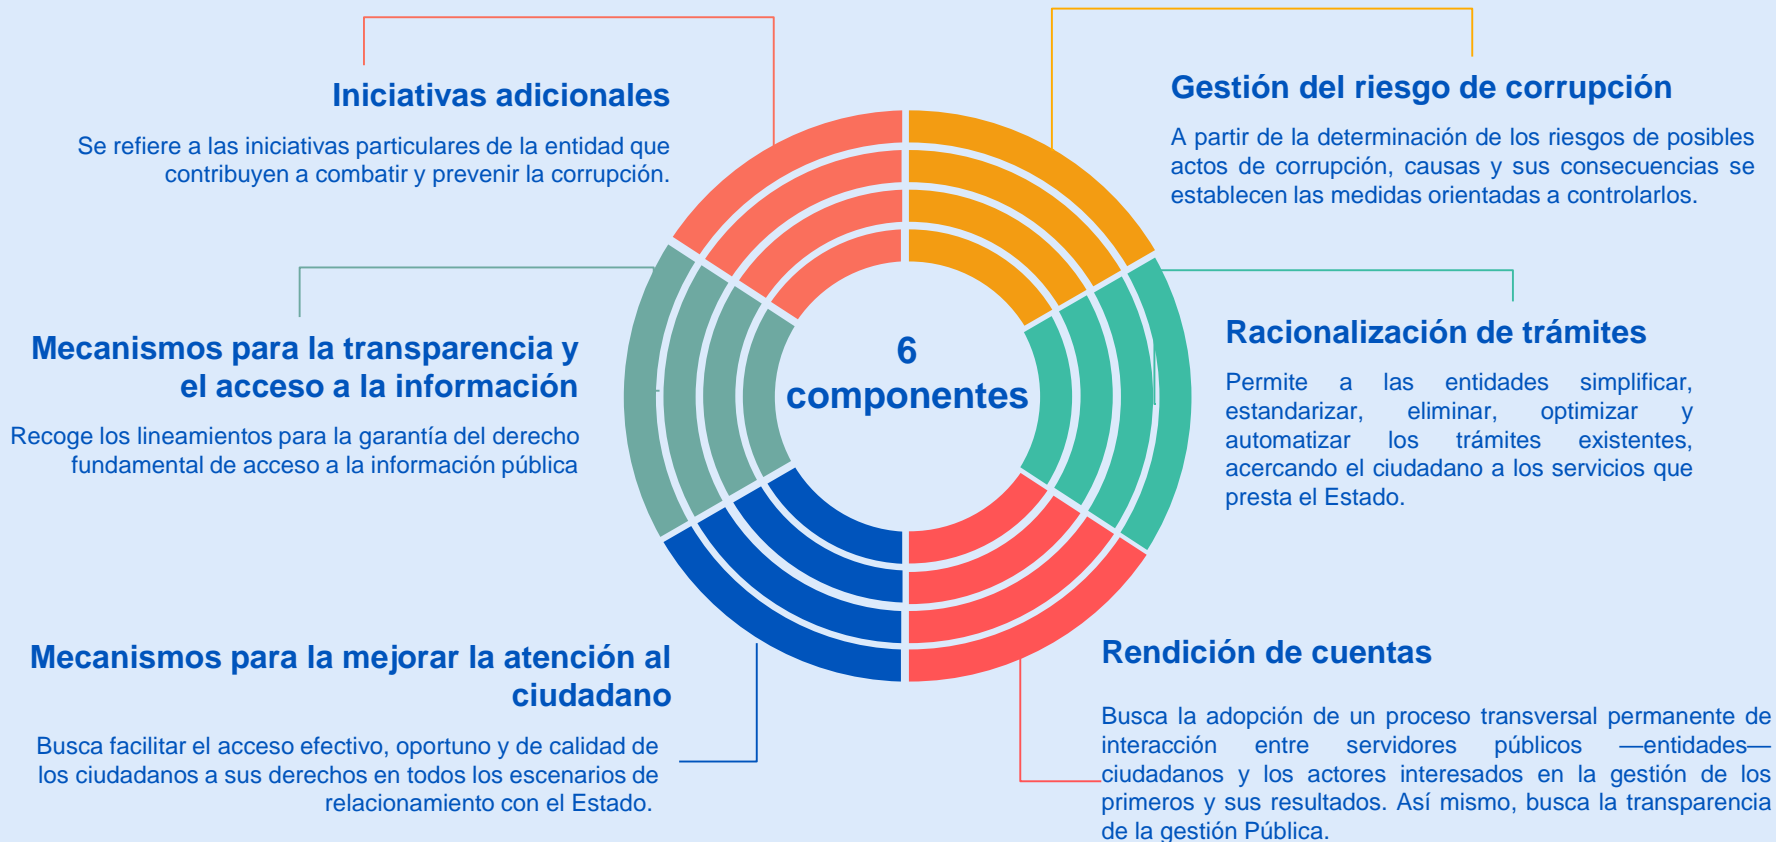 Iniciativas adicionales
Se refiere a las iniciativas particulares de la entidad que
contribuyen a combatir y prevenir la corrupción.
Gestión del riesgo de corrupción
A partir de la determinación de los riesgos de posibles
actos de corrupción, causas y sus consecuencias se
establecen las medidas orientadas a controlarlos.
Mecanismos para la transparencia y
el acceso a la información
Recoge los lineamientos para la garantía del derecho
fundamental de acceso a la información pública
6
componentes
Racionalización de trámites
Permite a las entidades simplificar,
estandarizar, eliminar, optimizar y
automatizar los trámites existentes,
acercando el ciudadano a los servicios que
presta el Estado.
Mecanismos para la mejorar la atención al
ciudadano
Busca facilitar el acceso efectivo, oportuno y de calidad de
los ciudadanos a sus derechos en todos los escenarios de
relacionamiento con el Estado.
Rendición de cuentas
Busca la adopción de un proceso transversal permanente de
interacción entre servidores públicos —entidades—
ciudadanos y los actores interesados en la gestión de los
primeros y sus resultados. Así mismo, busca la transparencia
de la gestión Pública.